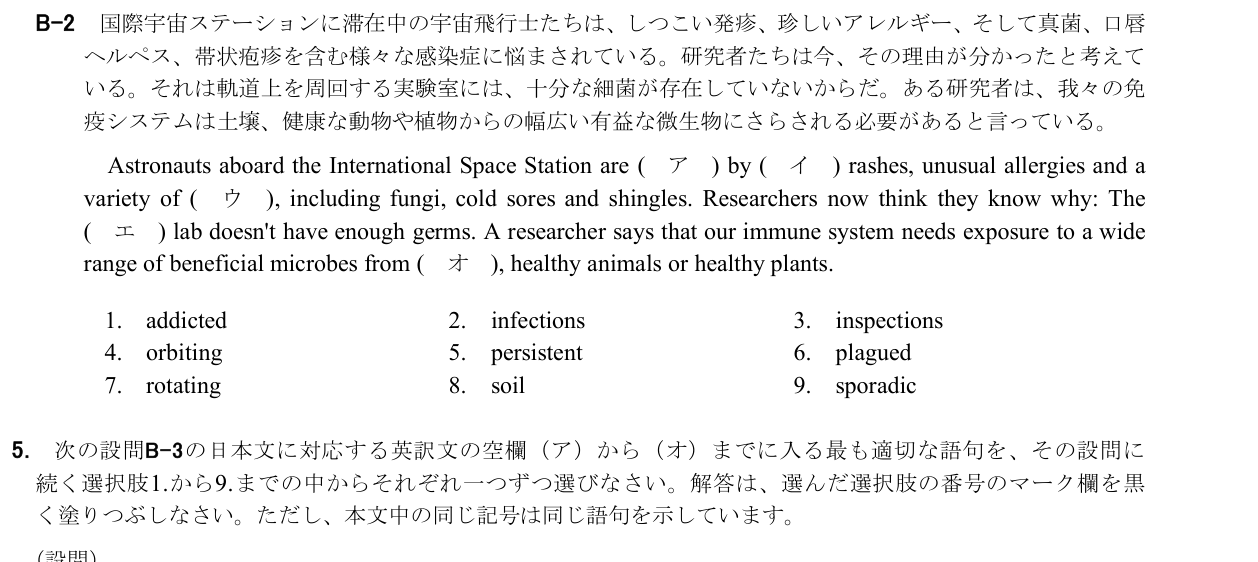 B-2　国際宇宙ステーションに滞在中の宇宙飛行士たちは、しつこい発疹、珍しいアレルギー、そして真菌、口唇
ヘルペス、帯状疱疹を含む様々な感染症に悩まされている。研究者たちは今、その理由が分かったと考えて
いる。それは軌道上を周回する実験室には、十分な細菌が存在していないからだ。ある研究者は、我々の免
疫システムは土壌、健康な動物や植物からの幅広い有益な微生物にさらされる必要があると言っている。
Astronauts aboard the International Space Station are (　ア　) by (　イ　) rashes, unusual allergies and a
variety of (　ウ　), including fungi, cold sores and shingles. Researchers now think they know why: The
(　エ　) lab doesn't have enough germs. A researcher says that our immune system needs exposure to a wide
range of beneficial microbes from (　オ　), healthy animals or healthy plants.
1.　addicted　2.　infections　3.　inspections
4.　orbiting　5.　persistent　6.　plagued
7.　rotating　8.　soil　9.　sporadic
5.　次の設問B-3の日本文に対応する英訳文の空欄（ア）から（オ）までに入る最も適切な語句を、その設問に
続く選択肢1.から9.までの中からそれぞれ一つずつ選びなさい。解答は、選んだ選択肢の番号のマーク欄を黒
く塗りつぶしなさい。ただし、本文中の同じ記号は同じ語句を示しています。
（設問）